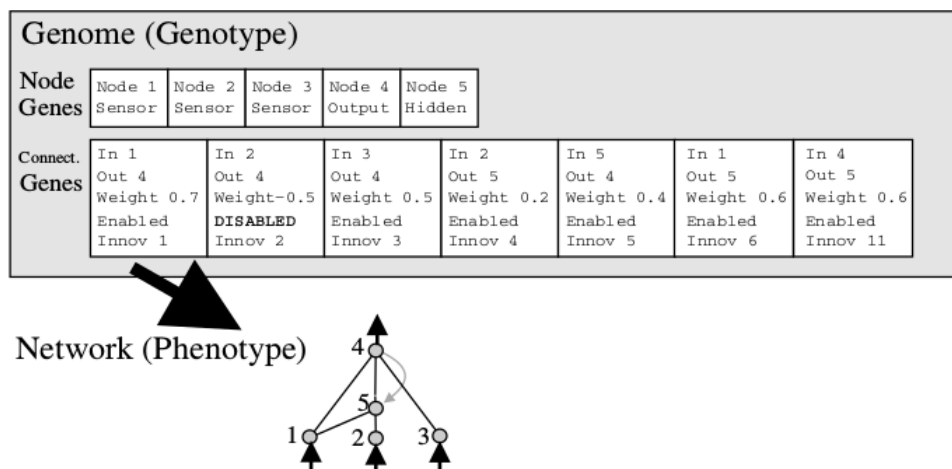 Genome (Genotype)
Node Genes
Node 1 Sensor
Node 2 Sensor
Node 3 Sensor
Node 4 Output
Node 5 Hidden
Connect. Genes
In 1
Out 4
Weight 0.7
Enabled
Innov 1
In 2
Out 4
Weight-0.5
DISABLED
Innov 2
In 3
Out 4
Weight 0.5
Enabled
Innov 3
In 2
Out 5
Weight 0.2
Enabled
Innov 4
In 5
Out 4
Weight 0.4
Enabled
Innov 5
In 1
Out 5
Weight 0.6
Enabled
Innov 6
In 4
Out 5
Weight 0.6
Enabled
Innov 11
Network (Phenotype)
4
5
1
2
3